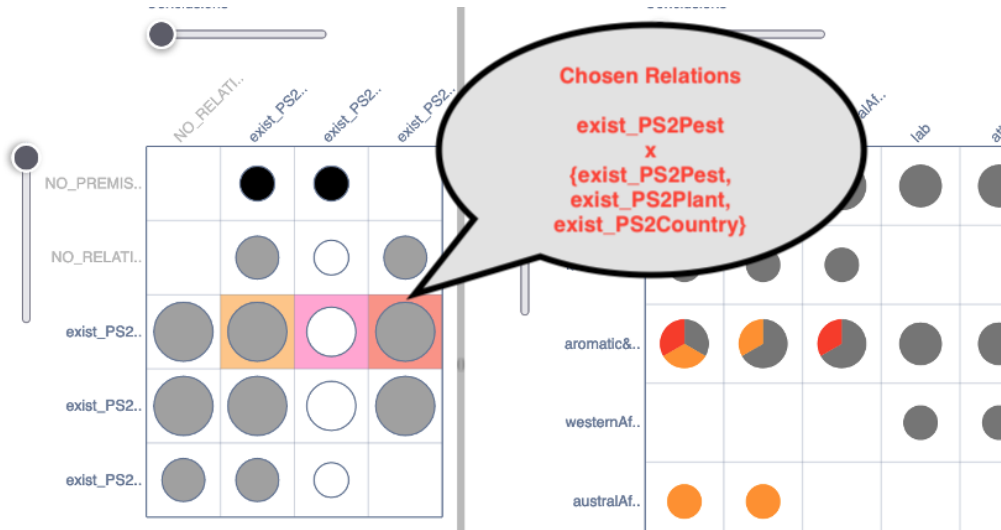 NO_RELATI..
exist_PS2..
exist_PS2..
exist_PS2..
NO_PREMIS..
NO_RELATI..
exist_PS2..
exist_PS2..
exist_PS2..
Chosen Relations
exist_PS2Pest
x
{exist_PS2Pest,
exist_PS2Plant,
exist_PS2Country}
ralAf..
lab
aromatic&..
westernAf..
australAf..